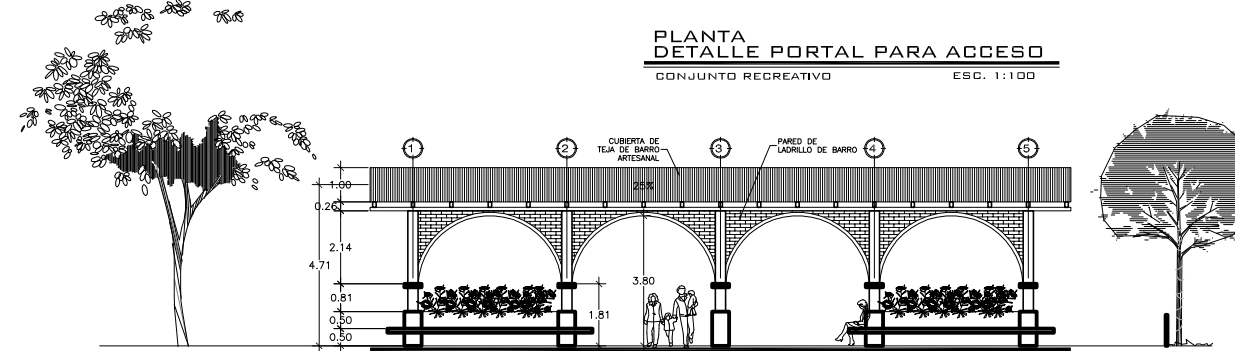 PLANTA
DETALLE PORTAL PARA ACCESO
CONJUNTO RECREATIVO ESC. 1:100
1 2 3 4 5
CUBIERTA DE
TEJA DE BARRO
ARTESANAL
PARED DE
LADRILLO DE BARRO
1.00
25%
0.26
2.14
4.71
3.80
0.81
1.81
0.50
0.50